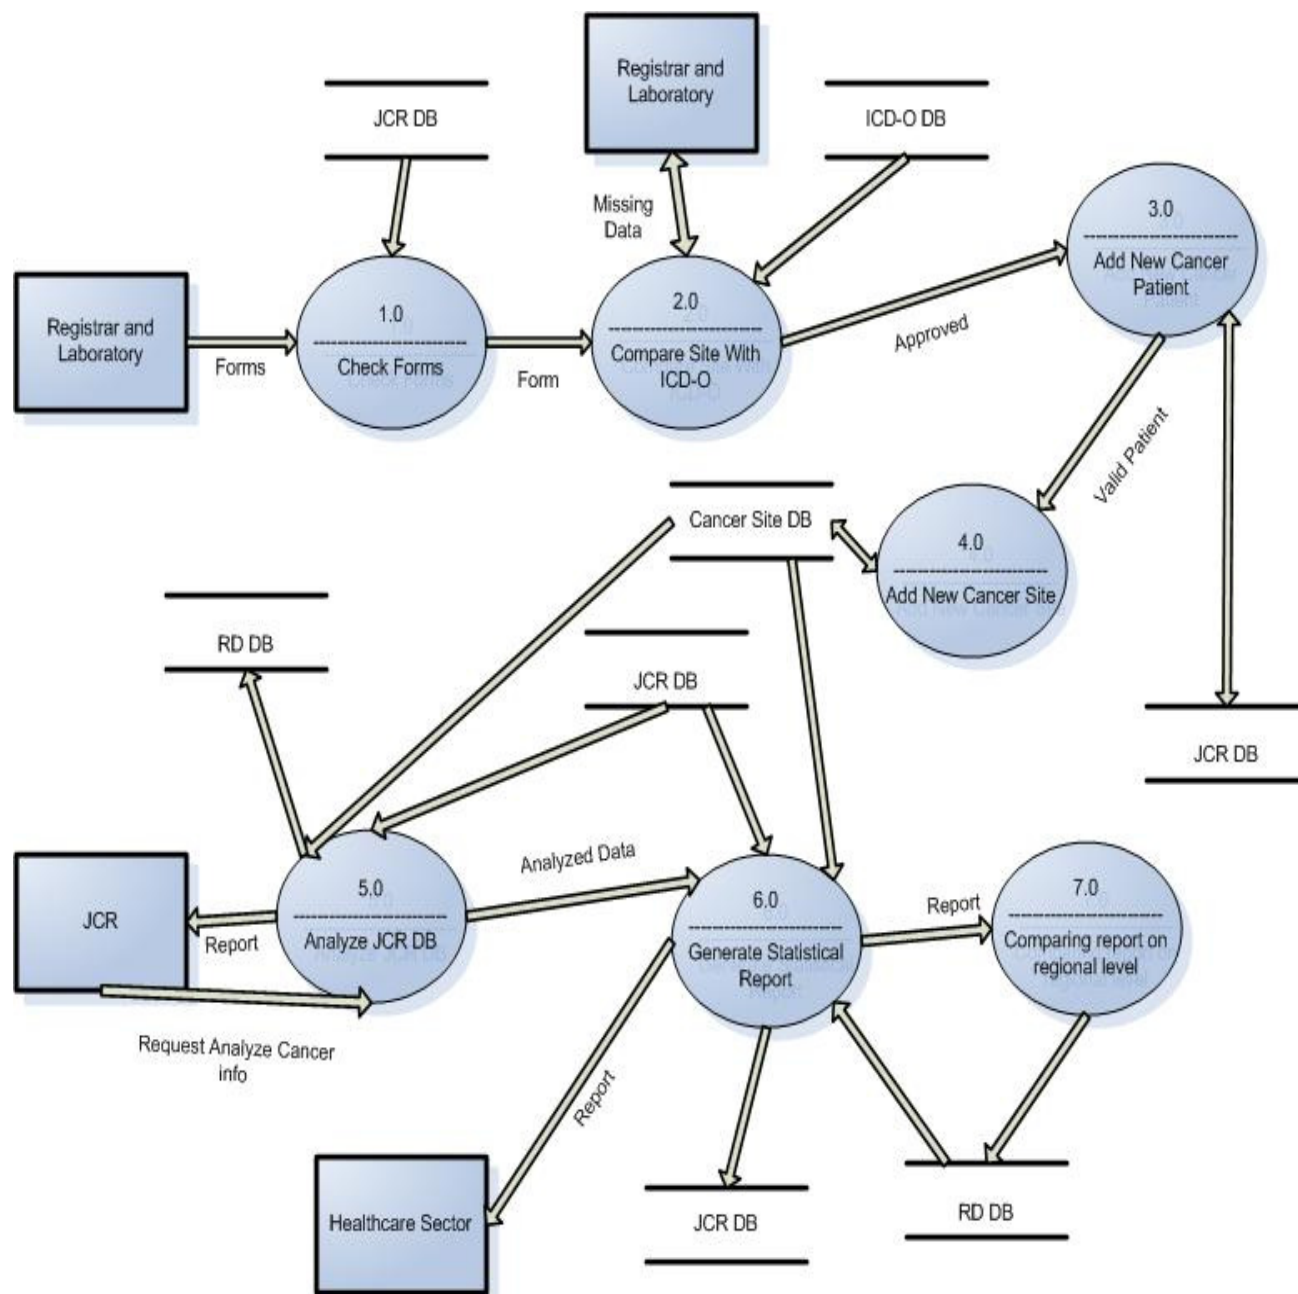 Registrar and
Laboratory
JCR DB
ICD-O DB
Missing
Data
3.0
Add New Cancer
Patient
Registrar and
Laboratory
Forms
1.0
Check Forms
Form
2.0
Compare Site With
ICD-O
Approved
Valid Patient
Cancer Site DB
4.0
Add New Cancer Site
RD DB
JCR DB
JCR DB
JCR
Report
5.0
Analyze JCR DB
Analyzed Data
6.0
Generate Statistical
Report
Report
7.0
Comparing report on
regional level
Request Analyze Cancer
info
Report
Healthcare Sector
JCR DB
RD DB